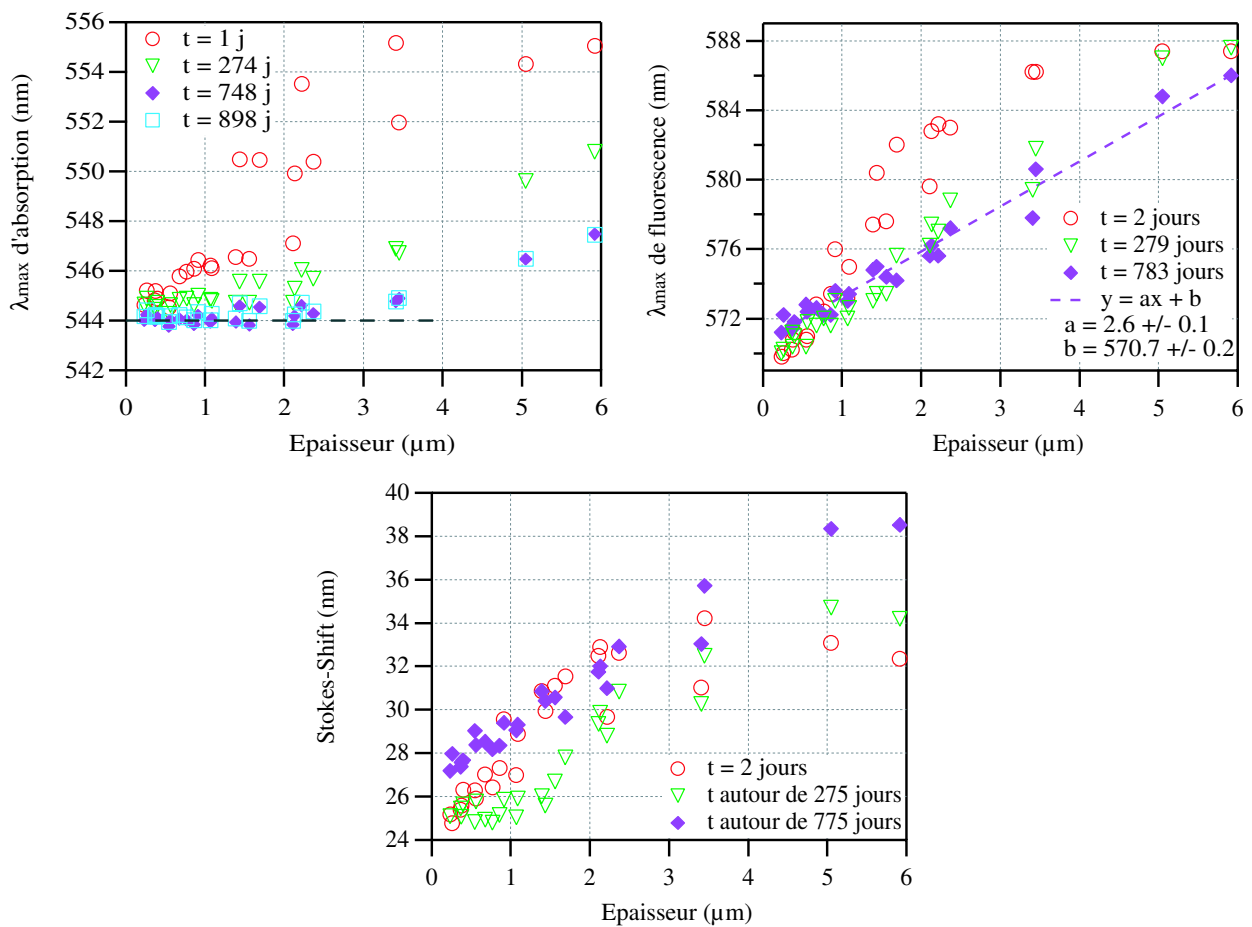 λmax d'absorption (nm)
556
554
552
550
548
546
544
542
t = 1 j
t = 274 j
t = 748 j
t = 898 j
0
1
2
3
4
5
6
Epaisseur (µm)
λmax de fluorescence (nm)
588
584
580
576
572
t = 2 jours
t = 279 jours
t = 783 jours
y = ax + b
a = 2.6 +/- 0.1
b = 570.7 +/- 0.2
0
1
2
3
4
5
6
Epaisseur (µm)
Stokes-Shift (nm)
40
38
36
34
32
30
28
26
24
t = 2 jours
t autour de 275 jours
t autour de 775 jours
0
1
2
3
4
5
6
Epaisseur (µm)